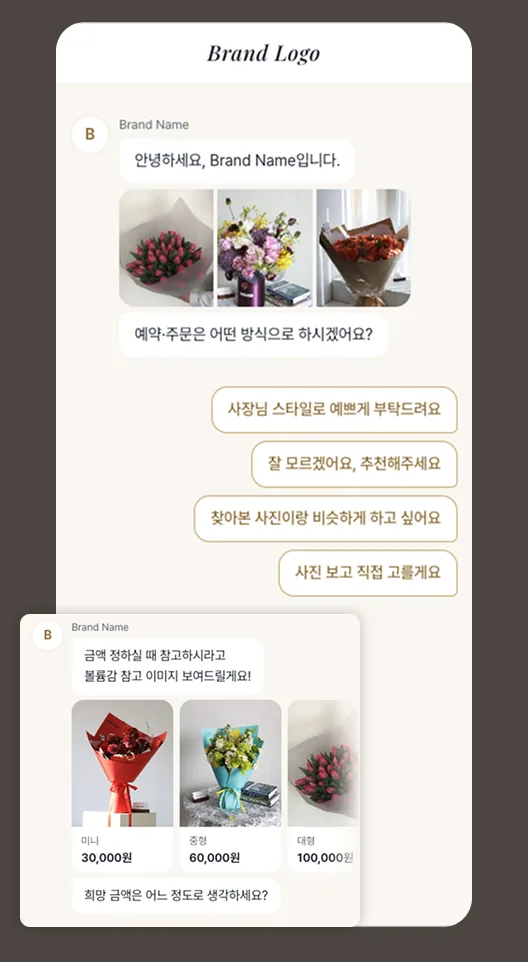 Brand Logo
B
Brand Name
안녕하세요, Brand Name입니다.
예약·주문은 어떤 방식으로 하시겠어요?
사장님 스타일로 예쁘게 부탁드려요
잘 모르겠어요, 추천해주세요
찾아본 사진이랑 비슷하게 하고 싶어요
사진 보고 직접 고를게요
B
Brand Name
금액 정하실 때 참고하시라고
볼륨감 참고 이미지 보여드릴게요!
미니
30,000원
중형
60,000원
대형
100,000원
희망 금액은 어느 정도로 생각하세요?